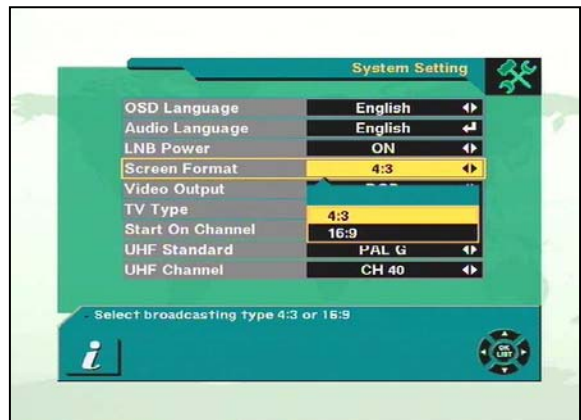 System Setting
OSD Language English
Audio Language English
LNB Power ON
Screen Format 4:3
Video Output
TV Type
4:3
Start On Channel
16:9
UHF Standard PAL G
UHF Channel CH 40
- Select broadcasting type 4:3 or 16:9
i
OK
LIST